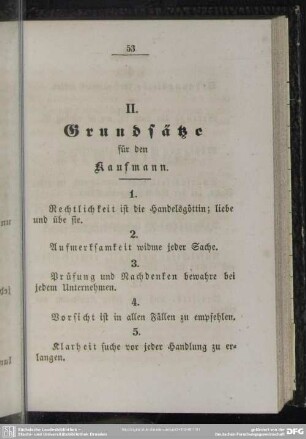 53
II.
Grundsätze
für den
Kaufmann.
1.
Rechtlichkeit ist die Handelsgöttin; liebe
und übe sie.
2.
Aufmerksamkeit widme jeder Sache.
3.
Prüfung und Nachdenken bewahre bei
jedem Unternehmen.
4.
Vorsicht ist in allen Fällen zu empfehlen.
5.
Klarheit suche vor jeder Handlung zu er-
langen.